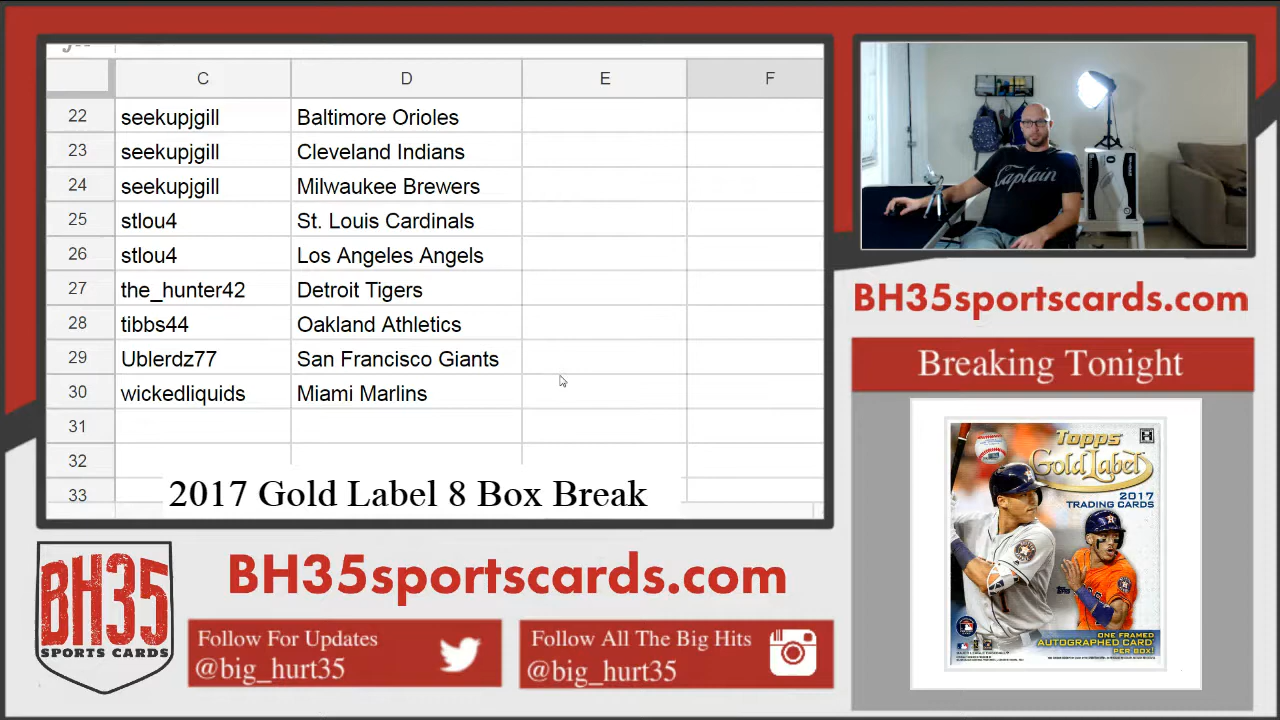 C D E F
22 seekupjgill Baltimore Orioles
23 seekupjgill Cleveland Indians
24 seekupjgill Milwaukee Brewers
25 stlou4 St. Louis Cardinals
26 stlou4 Los Angeles Angels
27 the_hunter42 Detroit Tigers
28 tibbs44 Oakland Athletics
29 Ublerdz77 San Francisco Giants
30 wickedliquids Miami Marlins
31
32
33
2017 Gold Label 8 Box Break
Captain
BH35sportscards.com
Breaking Tonight
Topps
Gold Label
2017
TRADING CARDS
ONE FRAMED
AUTOGRAPHED CARD
PER BOX!
BH35
SPORTS CARDS
BH35sportscards.com
Follow For Updates
@big_hurt35
Follow All The Big Hits
@big_hurt35